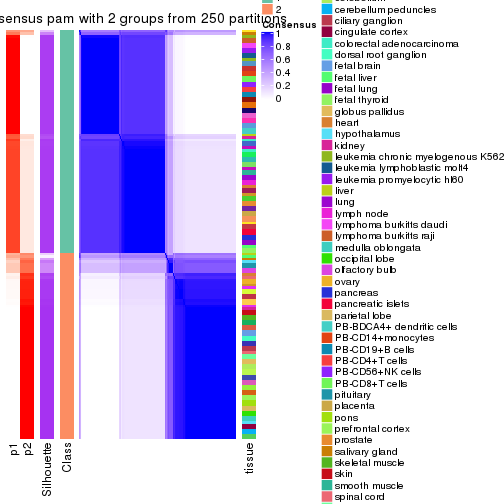 sensus pam with 2 groups from 250 partitions
2
Consensus
1
0.8
0.6
0.4
0.2
0
p1
p2
Silhouette
Class
tissue
cerebellum peduncles
ciliary ganglion
cingulate cortex
colorectal adenocarcinoma
dorsal root ganglion
fetal brain
fetal liver
fetal lung
fetal thyroid
globus pallidus
heart
hypothalamus
kidney
leukemia chronic myelogenous K562
leukemia lymphoblastic molt4
leukemia promyelocytic hl60
liver
lung
lymph node
lymphoma burkitts daudi
lymphoma burkitts raji
medulla oblongata
occipital lobe
olfactory bulb
ovary
pancreas
pancreatic islets
parietal lobe
PB-BDCA4+ dendritic cells
PB-CD14+monocytes
PB-CD19+B cells
PB-CD4+T cells
PB-CD56+NK cells
PB-CD8+T cells
pituitary
placenta
pons
prefrontal cortex
prostate
salivary gland
skeletal muscle
skin
smooth muscle
spinal cord